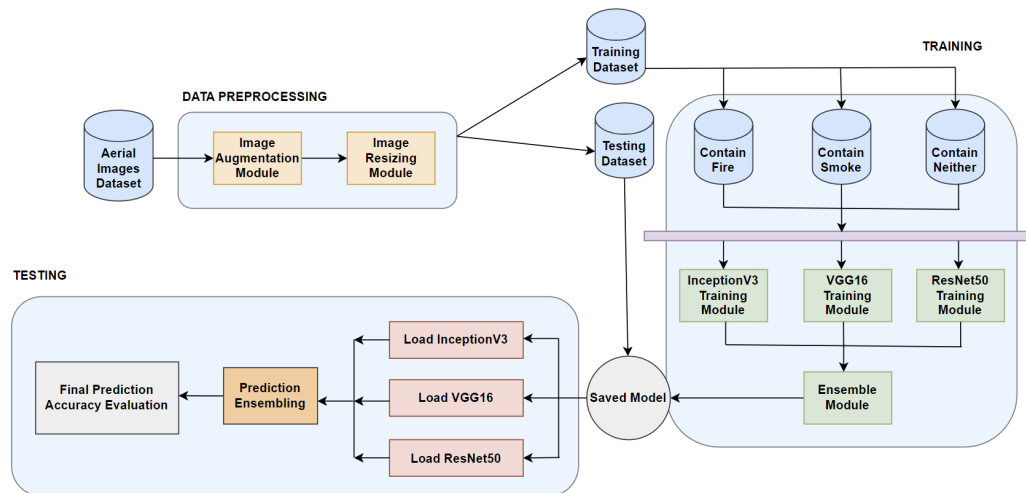 Training
Dataset
TRAINING
DATA PREPROCESSING
Aerial
Images
Dataset
Image
Augmentation
Module
Image
Resizing
Module
Testing
Dataset
Contain
Fire
Contain
Smoke
Contain
Neither
InceptionV3
Training
Module
VGG16
Training
Module
ResNet50
Training
Module
Ensemble
Module
Saved Model
TESTING
Load InceptionV3
Load VGG16
Load ResNet50
Prediction
Ensembling
Final Prediction
Accuracy Evaluation